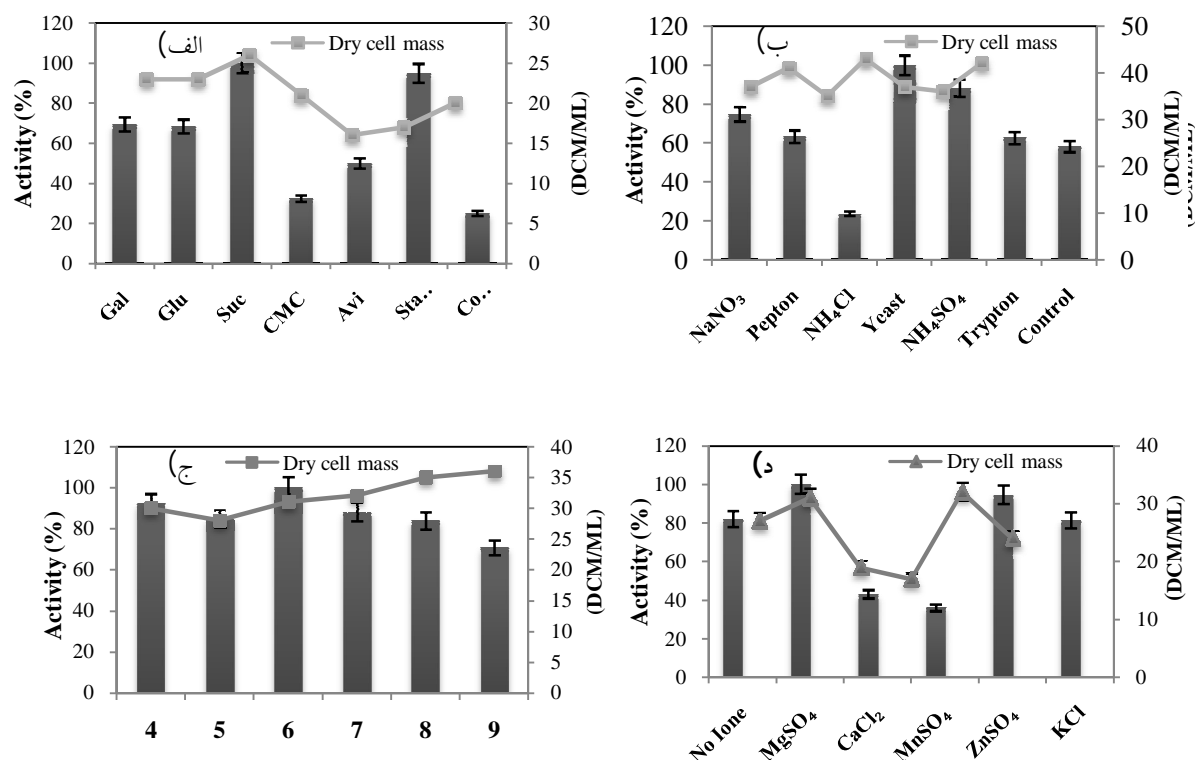 الف)
Dry cell mass
Activity (%)
120
100
80
60
40
20
0
30
25
20
15
10
5
0
(DCM/ML)
Gal
Glu
Suc
CMC
Avi
Sta..
Co..
ب)
Dry cell mass
Activity (%)
120
100
80
60
40
20
0
50
40
30
20
10
0
(DCM/ML)
NaNO₃
Pepton
NH₄Cl
Yeast
NH₄SO₄
Trypton
Control
ج)
Dry cell mass
Activity (%)
120
100
80
60
40
20
0
40
35
30
25
20
15
10
5
0
(DCM/ML)
4
5
6
7
8
9
د)
Dry cell mass
Activity (%)
120
100
80
60
40
20
0
40
30
20
10
0
(DCM/ML)
No Ione
MgSO₄
CaCl₂
MnSO₄
ZnSO₄
KCl